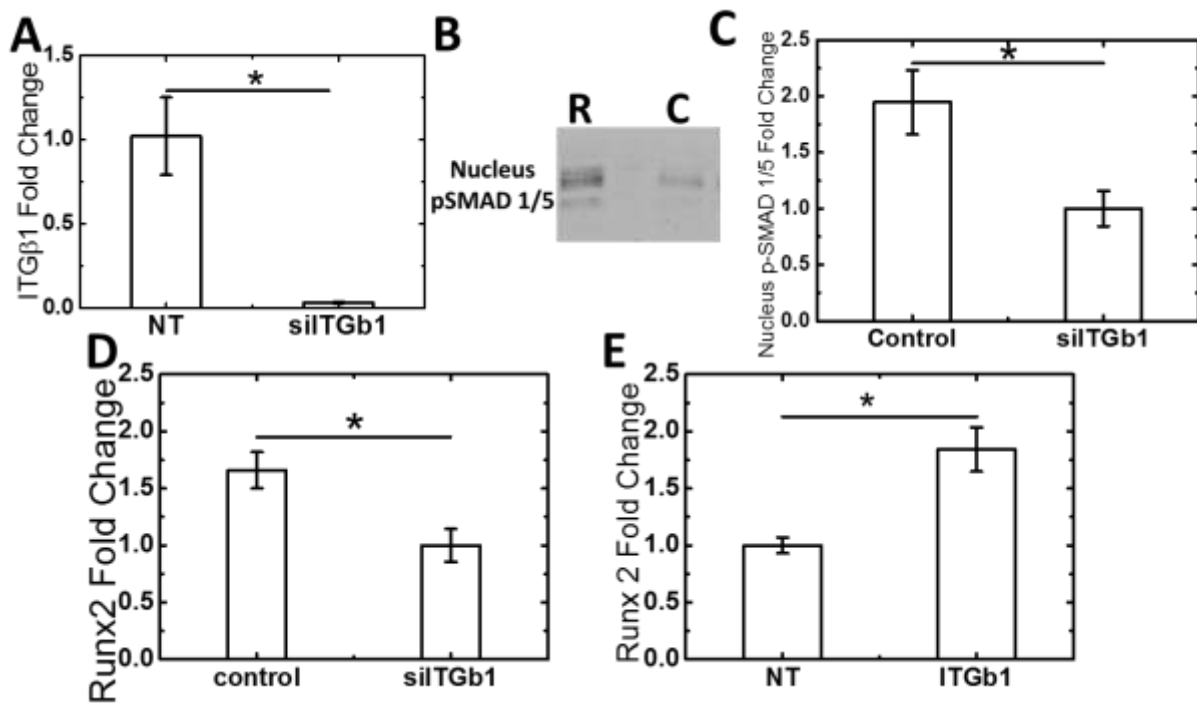 A
ITGβ1 Fold Change
1.5
1.0
0.5
0.0
*
NT
siITGb1
B
R
C
Nucleus
pSMAD 1/5
C
Nucleus p-SMAD 1/5 Fold Change
2.5
2.0
1.5
1.0
0.5
0.0
*
Control
siITGb1
D
Runx2 Fold Change
2.5
2.0
1.5
1.0
0.5
0.0
*
control
siITGb1
E
Runx 2 Fold Change
2.5
2.0
1.5
1.0
0.5
0.0
*
NT
ITGb1